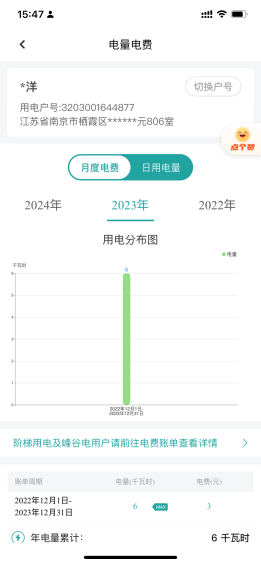 15:47
电量电费
*洋
切换户号
用电户号:3203001644877
江苏省南京市栖霞区******元806室
点个赞
月度电费
日用电量
2024年
2023年
2022年
用电分布图
电量
千瓦时
6
6
5
4
3
2
1
0
2022年12月1日-
2023年12月31日
阶梯用电及峰谷电用户请前往电费账单查看详情
账单周期
电量(千瓦时)
电费(元)
2022年12月1日-
2023年12月31日
6
MAX
3
年电量累计：
6 千瓦时